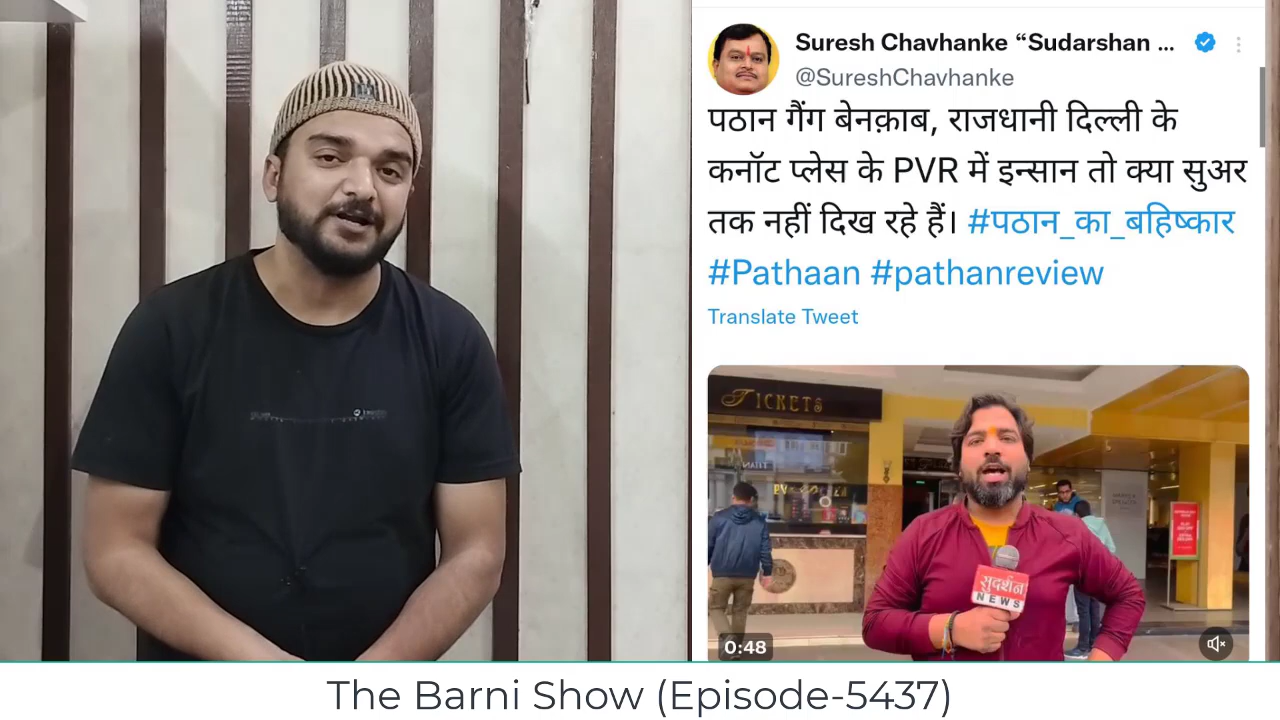 Suresh Chavhanke “Sudarshan ...
@SureshChavhanke
पठान गैंग बेनक़ाब, राजधानी दिल्ली के
कनॉट प्लेस के PVR में इन्सान तो क्या सुअर
तक नहीं दिख रहे हैं। #पठान_का_बहिष्कार
#Pathaan #pathanreview
Translate Tweet
TICKETS
सुदर्शन
NEWS
0:48
The Barni Show (Episode-5437)